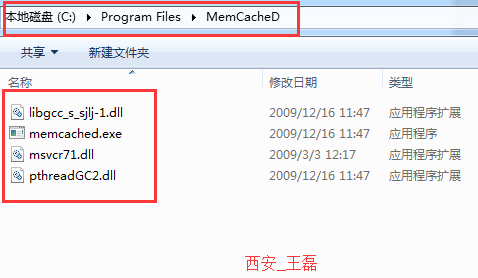 本地磁盘 (C:) ▸ Program Files ▸ MemCacheD
共享 ▼ 新建文件夹
名称 修改日期 类型
libgcc_s_sjlj-1.dll 2009/12/16 11:47 应用程序扩展
memcached.exe 2009/12/16 11:47 应用程序
msvcr71.dll 2009/3/3 12:17 应用程序扩展
pthreadGC2.dll 2009/12/16 11:47 应用程序扩展
西安_王磊